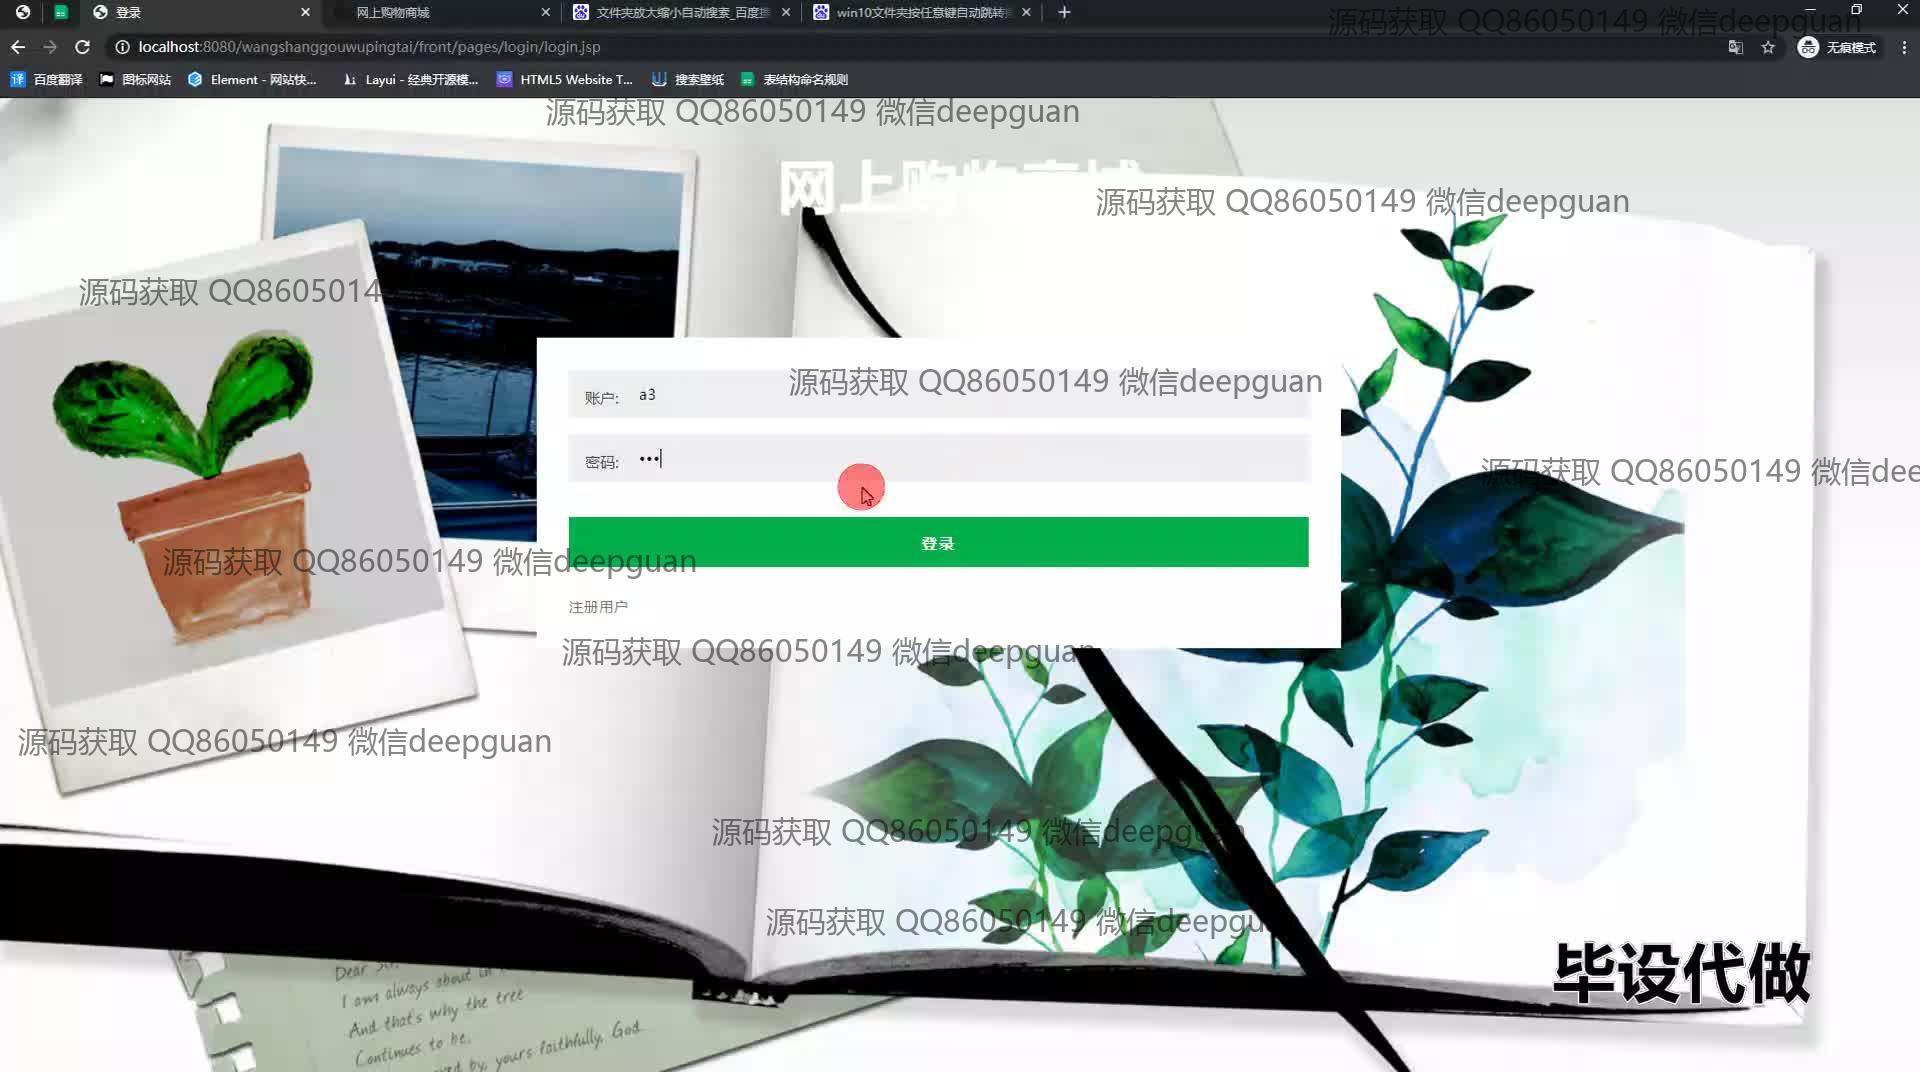 登录
网上购物商城
文件夹放大缩小自动搜索_百度搜
win10文件夹按任意键自动跳转
localhost:8080/wangshanggouwupingtai/front/pages/login/login.jsp
无痕模式
百度翻译
图标网站
Element - 网站快...
Layui - 经典开源模...
HTML5 Website T...
搜索壁纸
表结构命名规则
源码获取 QQ86050149 微信deepguan
源码获取 QQ86050149 微信deepguan
网上购物商城
源码获取 QQ86050149 微信deepguan
源码获取 QQ8605014
源码获取 QQ86050149 微信deepguan
账户: a3
密码: •••
源码获取 QQ86050149 微信dee
登录
源码获取 QQ86050149 微信deepguan
注册用户
源码获取 QQ86050149 微信deepguan
源码获取 QQ86050149 微信deepguan
源码获取 QQ86050149 微信deepguan
源码获取 QQ86050149 微信deepgua
毕设代做
Dear
I am always about
And that's why the tree
Continues to be.
by, yours faithfully, God